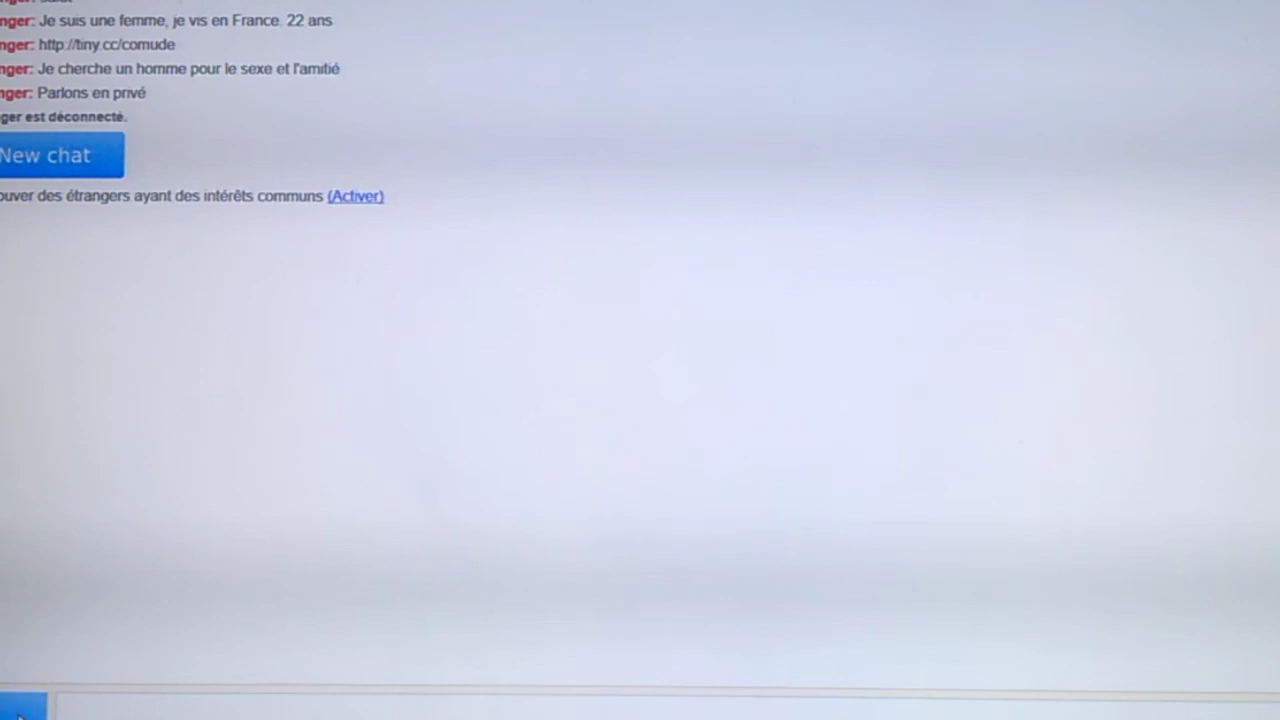 nger: Je suis une femme, je vis en France. 22 ans
nger: http://tiny.cc/comude
nger: Je cherche un homme pour le sexe et l'amitié
nger: Parlons en privé
ger est déconnecté.
New chat
ouver des étrangers ayant des intérêts communs (Activer)